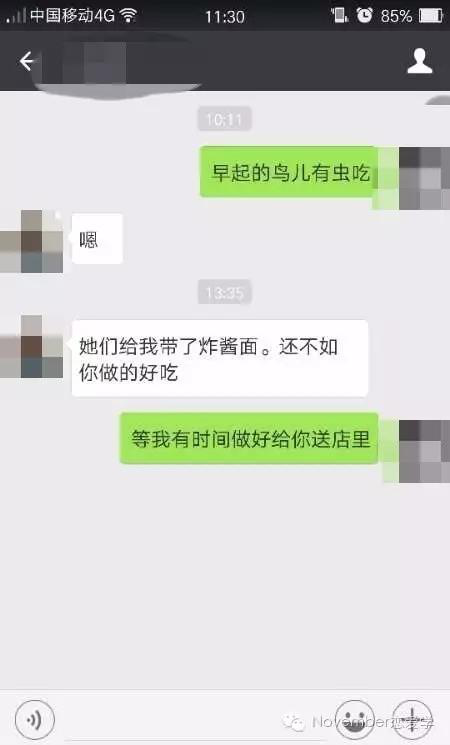 中国移动4G 11:30 85%
10:11
早起的鸟儿有虫吃
嗯
13:35
她们给我带了炸酱面。还不如
你做的好吃
等我有时间做好给你送店里
November恋爱学